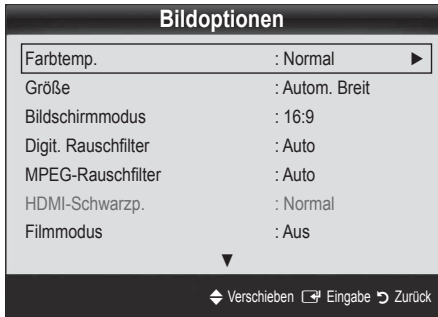 Bildoptionen
Farbtemp. : Normal ►
Größe : Autom. Breit
Bildschirmmodus : 16:9
Digit. Rauschfilter : Auto
MPEG-Rauschfilter : Auto
HDMI-Schwarzp. : Normal
Filmmodus : Aus
▼
Verschieben Eingabe Zurück